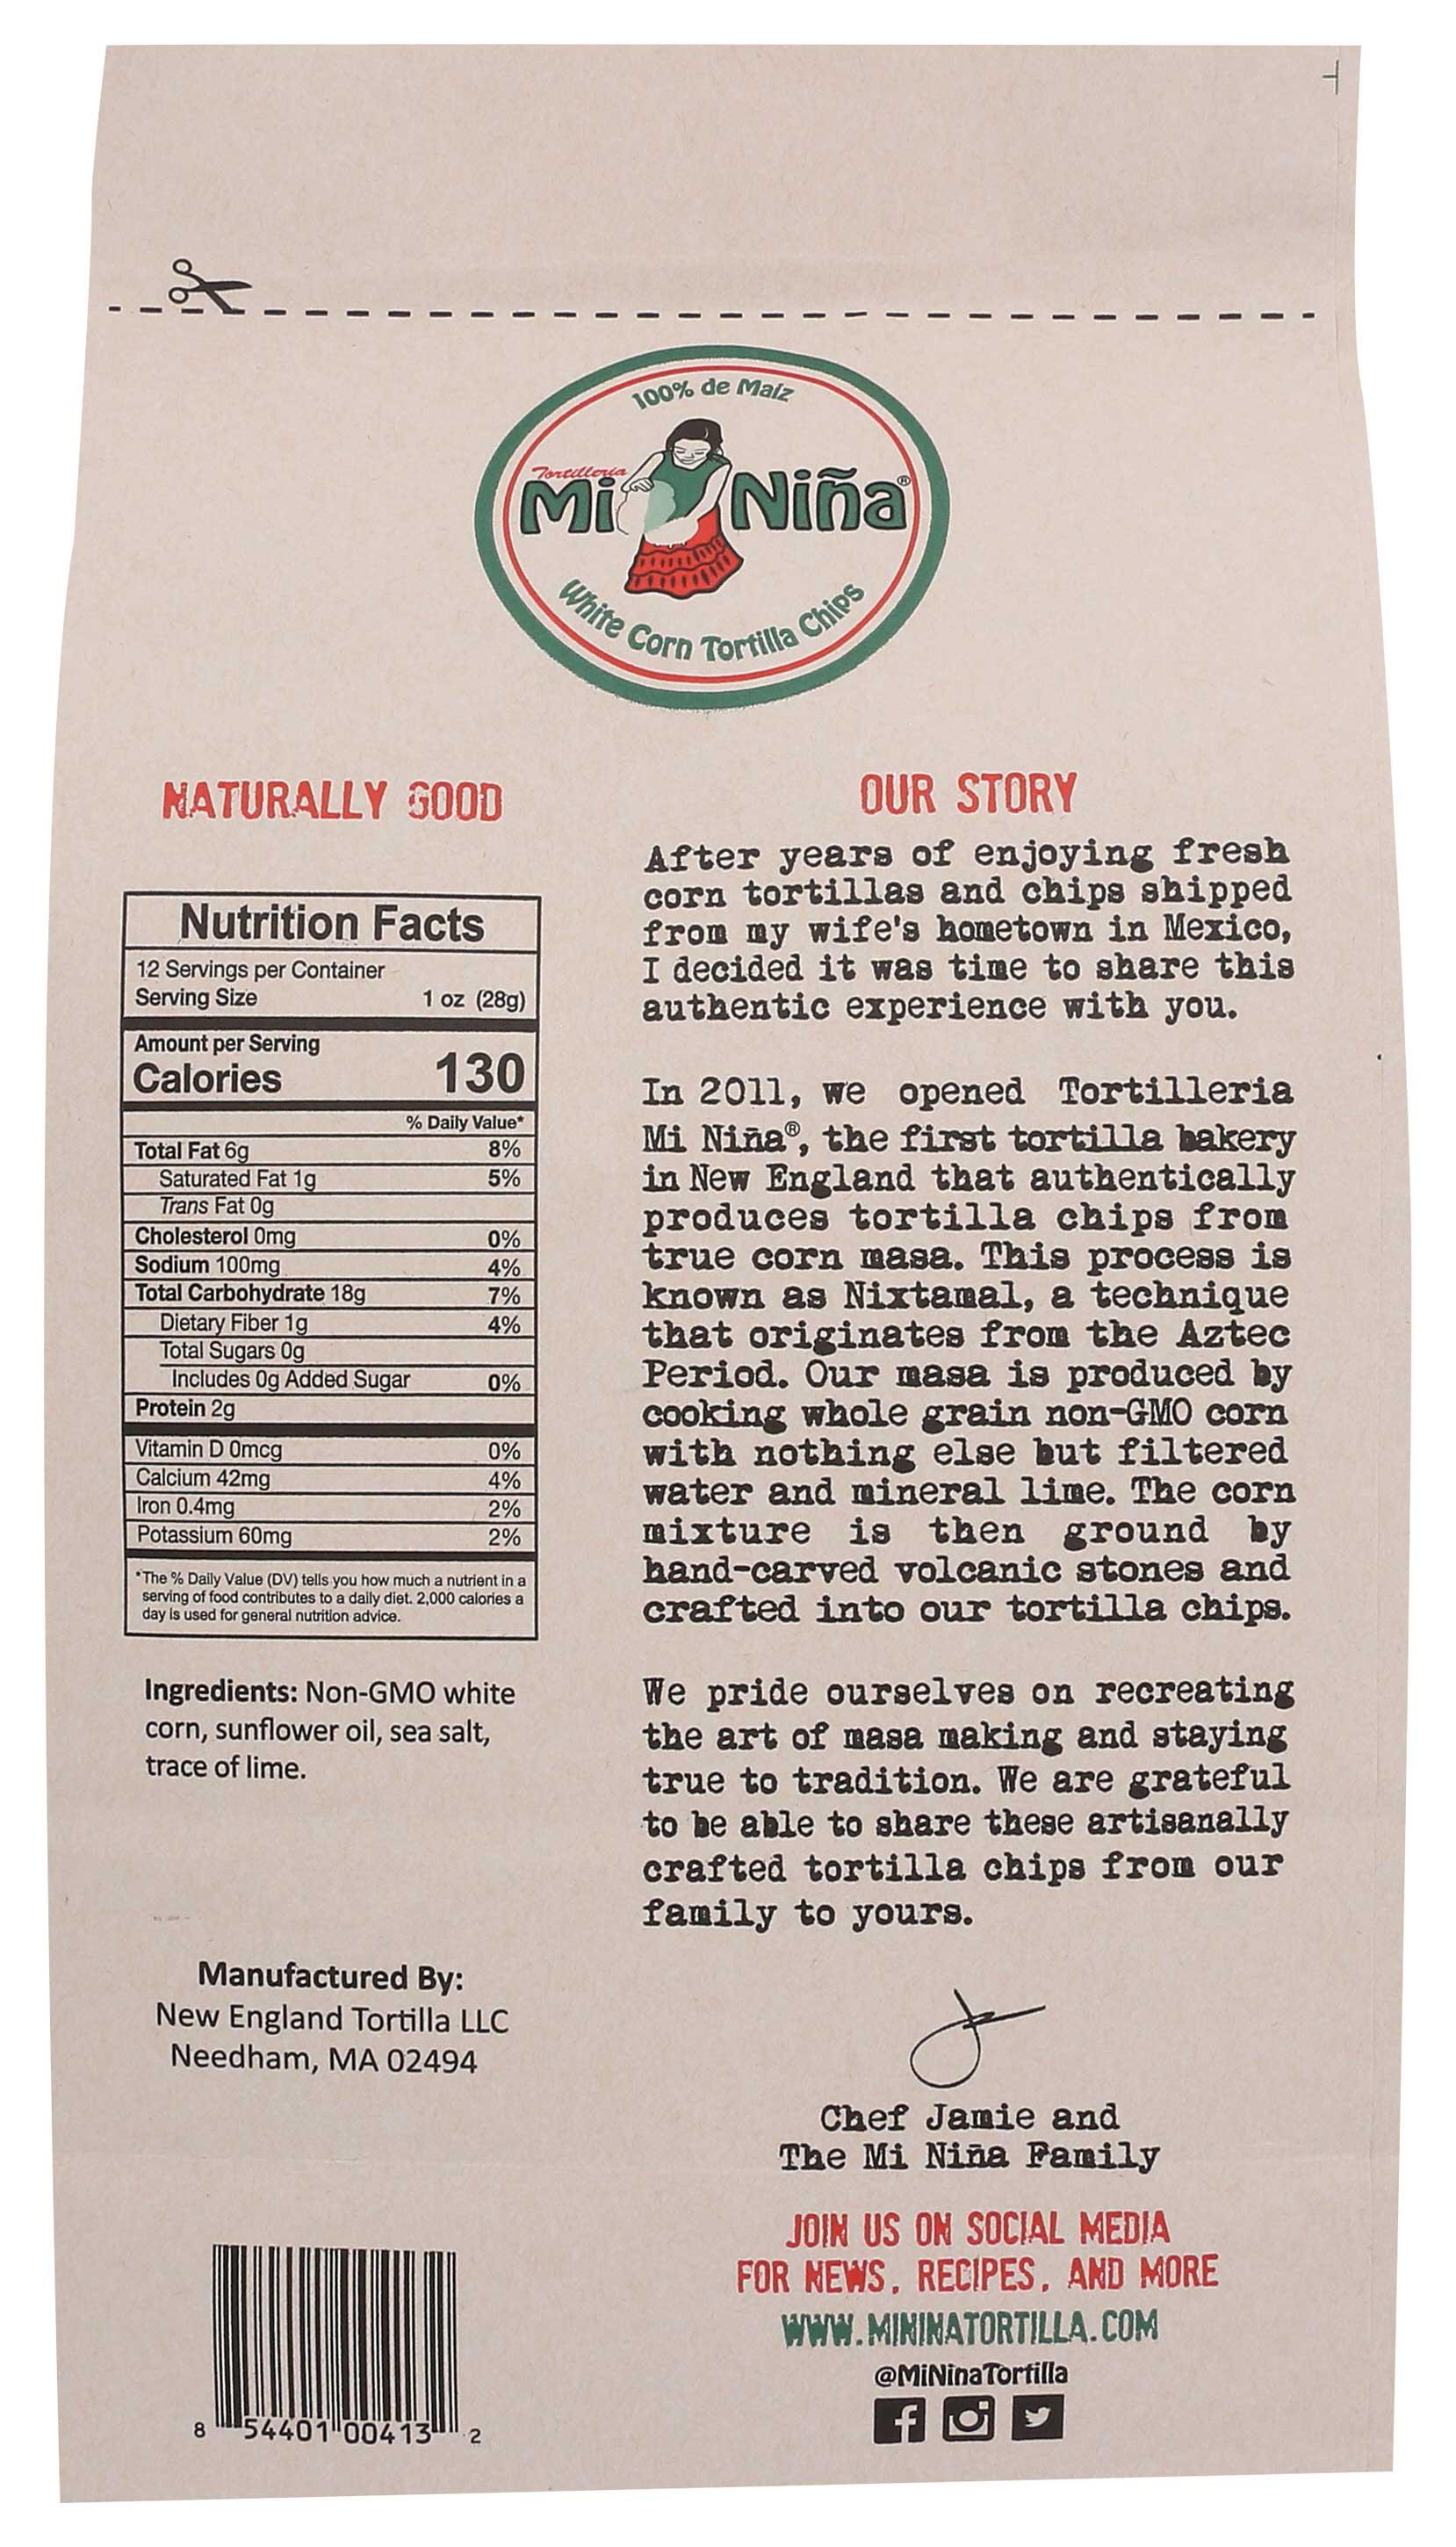 100% de Maíz
Tortilleria
Mi Niña®
White Corn Tortilla Chips
NATURALLY GOOD
Nutrition Facts
12 Servings per Container
Serving Size 1 oz (28g)
Amount per Serving
Calories 130
% Daily Value*
Total Fat 6g 8%
Saturated Fat 1g 5%
Trans Fat 0g
Cholesterol 0mg 0%
Sodium 100mg 4%
Total Carbohydrate 18g 7%
Dietary Fiber 1g 4%
Total Sugars 0g
Includes 0g Added Sugar 0%
Protein 2g
Vitamin D 0mcg 0%
Calcium 42mg 4%
Iron 0.4mg 2%
Potassium 60mg 2%
*The % Daily Value (DV) tells you how much a nutrient in a
serving of food contributes to a daily diet. 2,000 calories a
day is used for general nutrition advice.
Ingredients: Non-GMO white
corn, sunflower oil, sea salt,
trace of lime.
Manufactured By:
New England Tortilla LLC
Needham, MA 02494
8 54401 00413 2
OUR STORY
After years of enjoying fresh
corn tortillas and chips shipped
from my wife's hometown in Mexico,
I decided it was time to share this
authentic experience with you.
In 2011, we opened Tortilleria
Mi Niña®, the first tortilla bakery
in New England that authentically
produces tortilla chips from
true corn masa. This process is
known as Nixtamal, a technique
that originates from the Aztec
Period. Our masa is produced by
cooking whole grain non-GMO corn
with nothing else but filtered
water and mineral lime. The corn
mixture is then ground by
hand-carved volcanic stones and
crafted into our tortilla chips.
We pride ourselves on recreating
the art of masa making and staying
true to tradition. We are grateful
to be able to share these artisanally
crafted tortilla chips from our
family to yours.
Chef Jamie and
The Mi Niña Family
JOIN US ON SOCIAL MEDIA
FOR NEWS, RECIPES, AND MORE
WWW.MININATORTILLA.COM
@MiNinaTortilla